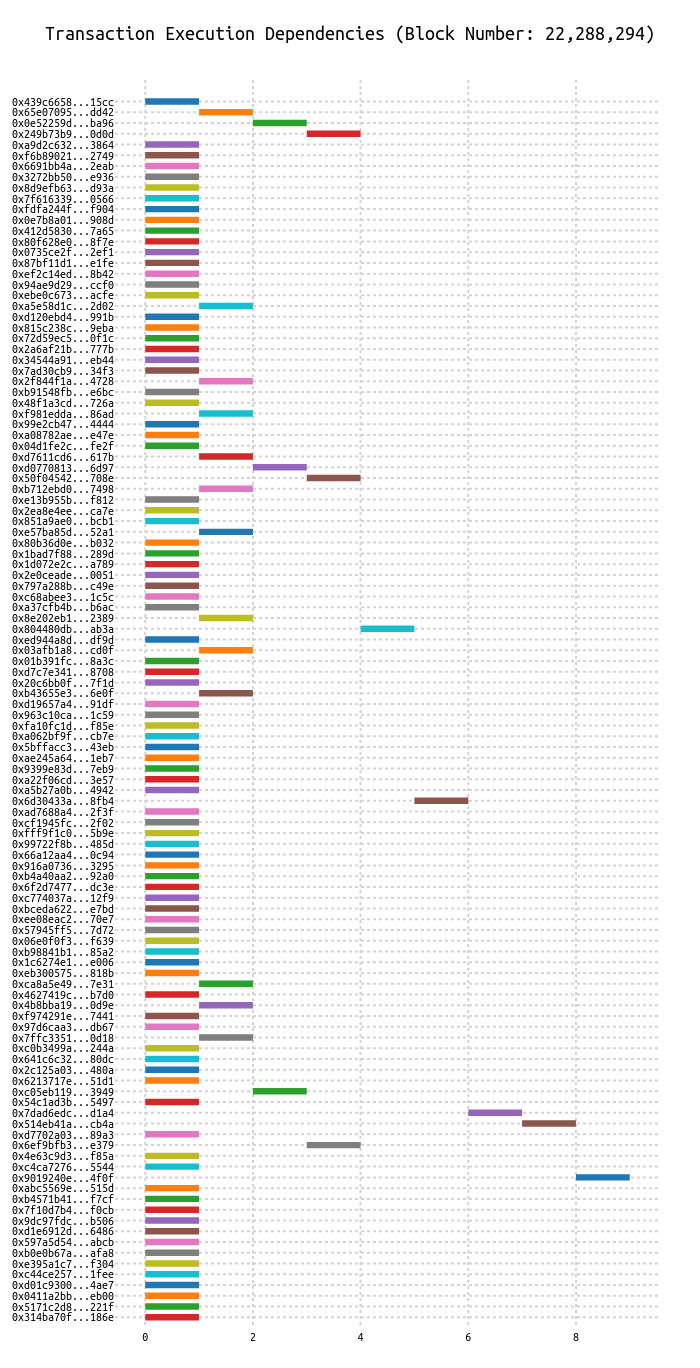 Transaction Execution Dependencies (Block Number: 22,288,294)
0x439c6658...15cc
0x65e07095...dd42
0x0e52259d...ba96
0x249b73b9...0d0d
0xa9d2c632...3864
0xf6b89021...2749
0x6691bb4a...2eab
0x3272bb50...e936
0x8d9efb63...d93a
0x7f616339...0566
0xfdfa244f...f904
0x0e7b8a01...908d
0x412d5830...7a65
0x80f628e0...8f7e
0x0735ce2f...2ef1
0x87bf11d1...e1fe
0xef2c14ed...8b42
0x94ae9d29...ccf0
0xebe0c673...acfe
0xa5e58d1c...2d02
0xd120ebd4...991b
0x815c238c...9eba
0x72d59ec5...0f1c
0x2a6af21b...777b
0x34544a91...eb44
0x7ad30cb9...34f3
0x2f844f1a...4728
0xb91548fb...e6bc
0x48f1a3cd...726a
0xf981edda...86ad
0x99e2cb47...4444
0xa08782ae...e47e
0x04d1fe2c...fe2f
0xd7611cd6...617b
0xd0770813...6d97
0x50f04542...708e
0xb712ebd0...7498
0xe13b955b...f812
0x2ea8e4ee...ca7e
0x851a9ae0...bcb1
0xe57ba85d...52a1
0x80b36d0e...b032
0x1bad7f88...289d
0x1d072e2c...a789
0x2e0ceade...0051
0x797a288b...c49e
0xc68abee3...1c5c
0xa37cfb4b...b6ac
0x8e202eb1...2389
0x804480db...ab3a
0xed944a8d...df9d
0x03afb1a8...cd0f
0x01b391fc...8a3c
0xd7c7e341...8708
0x20c6bb0f...7f1d
0xb43655e3...6e0f
0xd19657a4...91df
0x963c10ca...1c59
0xfa10fc1d...f85e
0xa062bf9f...cb7e
0x5bffacc3...43eb
0xae245a64...1eb7
0x9399e83d...7eb9
0xa22f06cd...3e57
0xa5b27a0b...4942
0x6d30433a...8fb4
0xad7688a4...2f3f
0xcf1945fc...2f02
0xfff9f1c0...5b9e
0x99722f8b...485d
0x66a12aa4...0c94
0x916a0736...3295
0xb4a40aa2...92a0
0x6f2d7477...dc3e
0xc774037a...12f9
0xbceda622...e7bd
0xee08eac2...70e7
0x57945ff5...7d72
0x06e0f0f3...f639
0xb98841b1...85a2
0x1c6274e1...e006
0xeb300575...818b
0xca8a5e49...7e31
0x4627419c...b7d0
0x4b8bba19...0d9e
0xf974291e...7441
0x97d6caa3...db67
0x7ffc3351...0d18
0xc0b3499a...244a
0x641c6c32...80dc
0x2c125a03...480a
0x6213717e...51d1
0xc05eb119...3949
0x54c1ad3b...5497
0x7dad6edc...d1a4
0x514eb41a...cb4a
0xd7702a03...89a3
0x6ef9bfb3...e379
0x4e63c9d3...f85a
0xc4ca7276...5544
0x9019240e...4f0f
0xabc5569e...515d
0xb4571b41...f7cf
0x7f10d7b4...f0cb
0x9dc97fdc...b506
0xd1e6912d...6486
0x597a5d54...abcb
0xb0e0b67a...afa8
0xe395a1c7...f304
0xc44ce257...1fee
0xd01c9300...4ae7
0x0411a2bb...eb00
0x5171c2d8...221f
0x314ba70f...186e
0 2 4 6 8